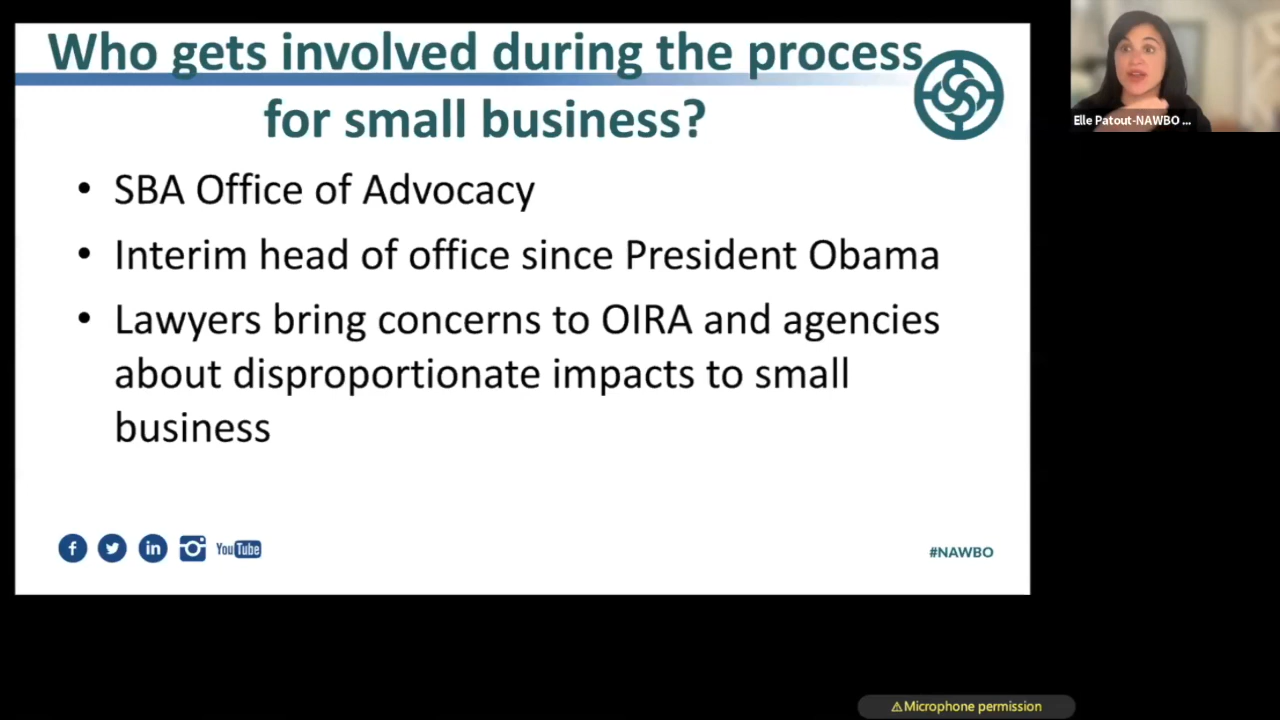 Who gets involved during the process
for small business?
• SBA Office of Advocacy
• Interim head of office since President Obama
• Lawyers bring concerns to OIRA and agencies
about disproportionate impacts to small
business
f
in
You Tube
#NAWBO
Elle Patout-NAWBO ...
⚠Microphone permission